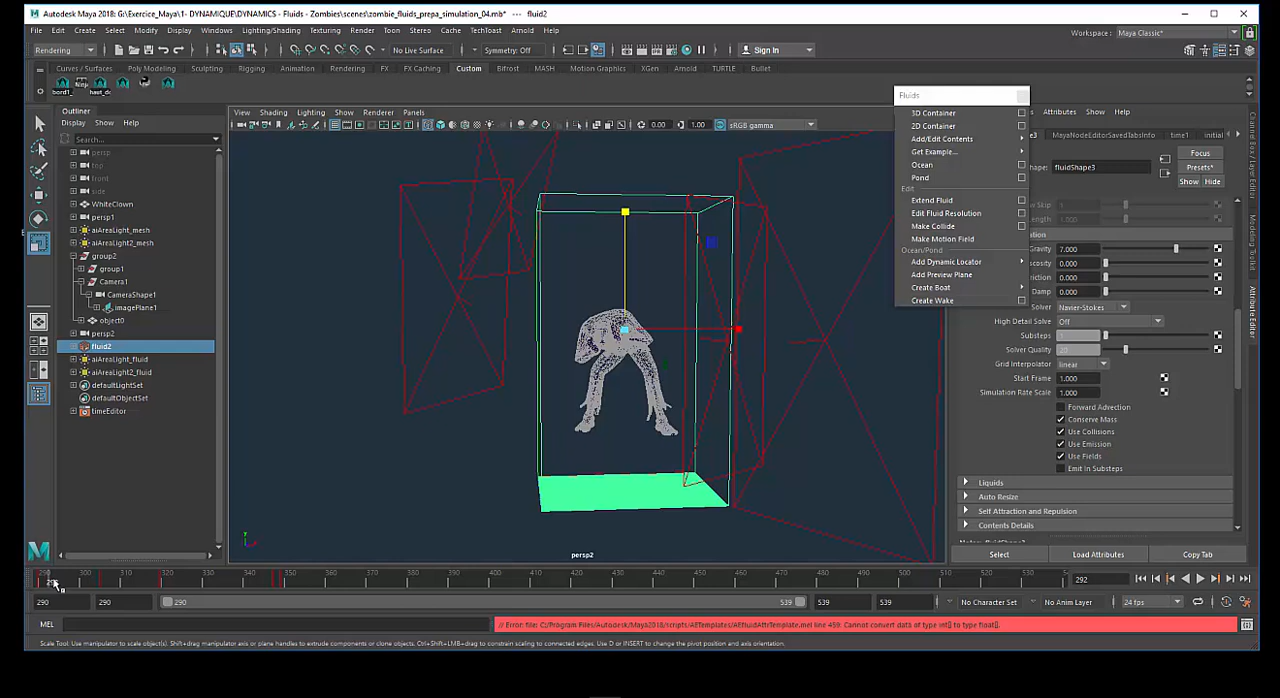 Autodesk Maya 2018: G:\Exercice_Maya\1- DYNAMIQUE\DYNAMICS - Fluids - Zombies\scenes\zombie_fluids_prepa_simulation_04.mb* --- fluid2
File Edit Create Select Modify Display Windows Lighting/Shading Texturing Render Toon Stereo Cache TechToast Arnold Help
Workspace: Maya Classic*
Rendering No Live Surface Symmetry: Off Sign In
Curves / Surfaces Poly Modeling Sculpting Rigging Animation Rendering FX FX Caching Custom Bifrost MASH Motion Graphics XGen Arnold TURTLE Bullet
Outliner
Display Show Help
Search...
persp
top
front
side
WhiteClown
persp1
aiAreaLight_mesh
aiAreaLight2_mesh
group2
group1
Camera1
CameraShape1
imagePlane1
object0
persp2
fluid2
aiAreaLight_fluid
aiAreaLight2_fluid
defaultLightSet
defaultObjectSet
timeEditor
View Shading Lighting Show Renderer Panels
0.00 1.00 sRGB gamma
persp2
Fluids
3D Container
2D Container
Add/Edit Contents
Get Example...
Ocean
Pond
Edit
Extend Fluid
Edit Fluid Resolution
Make Collide
Make Motion Field
Ocean/Pond
Add Dynamic Locator
Add Preview Plane
Create Boat
Create Wake
Attributes Show Help
MayaNodeEditorSavedTabsInfo time1 initial
fluidShape3
Focus
Presets*
Show Hide
Gravity 7.000
0.000
0.000
Damp 0.000
Solver Navier-Stokes
High Detail Solve Off
Substeps
Solver Quality 20
Grid Interpolator linear
Start Frame 1.000
Simulation Rate Scale 1.000
Forward Advection
Conserve Mass
Use Collisions
Use Emission
Use Fields
Emit In Substeps
Liquids
Auto Resize
Self Attraction and Repulsion
Contents Details
Select Load Attributes Copy Tab
Channel Box / Layer Editor
Modeling Toolkit
Attribute Editor
290 300 310 320 330 340 350 360 370 380 390 400 410 420 430 440 450 460 470 480 490 500 510 520 530
292
290 290 290 539 539 539 No Character Set No Anim Layer 24 fps
MEL // Error: file: C:/Program Files/Autodesk/Maya2018/scripts/AETemplates/AEfluidAttrTemplate.mel line 459: Cannot convert data of type int[] to type float[].
Scale Tool: Use manipulator to scale object(s). Shift+drag manipulator axis or plane handles to extrude components or clone objects. Ctrl+Shift+LMB+drag to constrain scaling to connected edges. Use D or INSERT to change the pivot position and axis orientation.